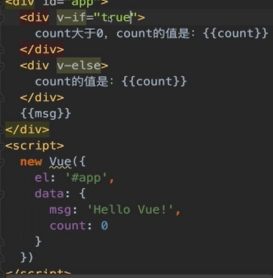 <div id="app">
<div v-if="true">
count大于0，count的值是：{{count}}
</div>
<div v-else>
count的值是：{{count}}
</div>
{{msg}}
</div>
<script>
new Vue({
el: '#app',
data: {
msg: 'Hello Vue!',
count: 0
}
})
</script>